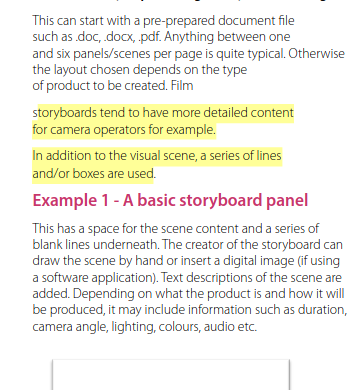 This can start with a pre-prepared document file
such as .doc, .docx, .pdf. Anything between one
and six panels/scenes per page is quite typical. Otherwise
the layout chosen depends on the type
of product to be created. Film
storyboards tend to have more detailed content
for camera operators for example.
In addition to the visual scene, a series of lines
and/or boxes are used.
Example 1 - A basic storyboard panel
This has a space for the scene content and a series of
blank lines underneath. The creator of the storyboard can
draw the scene by hand or insert a digital image (if using
a software application). Text descriptions of the scene are
added. Depending on what the product is and how it will
be produced, it may include information such as duration,
camera angle, lighting, colours, audio etc.